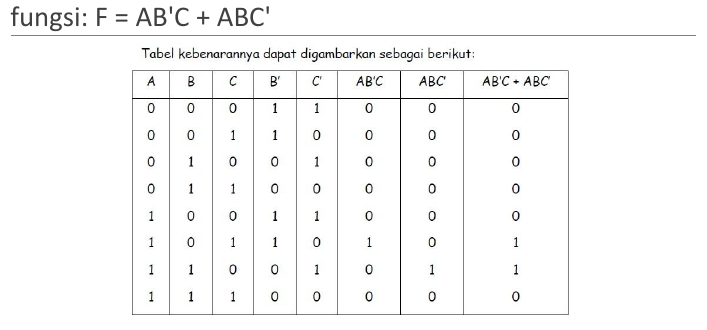 fungsi: F = AB'C + ABC'
Tabel kebenarannya dapat digambarkan sebagai berikut:
A B C B' C' AB'C ABC' AB'C + ABC'
0 0 0 1 1 0 0 0
0 0 1 1 0 0 0 0
0 1 0 0 1 0 0 0
0 1 1 0 0 0 0 0
1 0 0 1 1 0 0 0
1 0 1 1 0 1 0 1
1 1 0 0 1 0 1 1
1 1 1 0 0 0 0 0